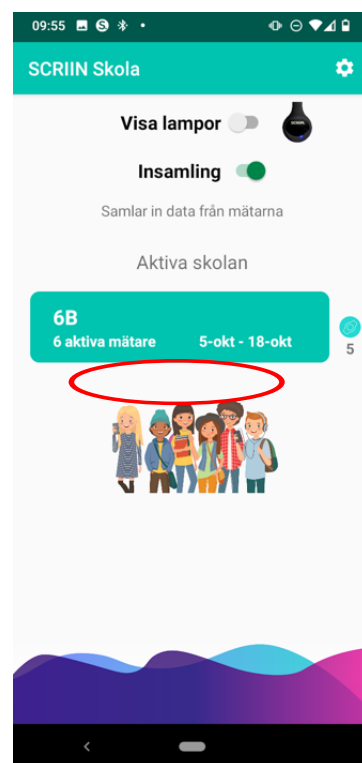 09:55
SCRIIN Skola
Visa lampor
Insamling
Samlar in data från mätarna
Aktiva skolan
6B
6 aktiva mätare 5-okt - 18-okt
5